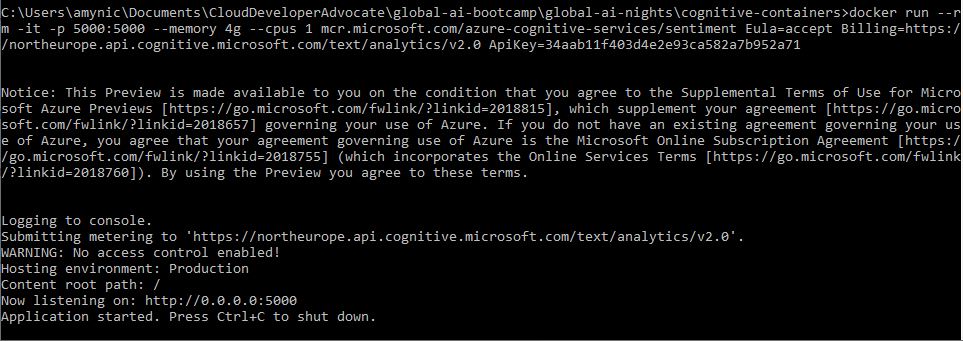 C:\Users\amynic\Documents\CloudDeveloperAdvocate\global-ai-bootcamp\global-ai-nights\cognitive-containers>docker run --r
m -it -p 5000:5000 --memory 4g --cpus 1 mcr.microsoft.com/azure-cognitive-services/sentiment Eula=accept Billing=https:/
/northeurope.api.cognitive.microsoft.com/text/analytics/v2.0 ApiKey=34aab11f403d4e2e93ca582a7b952a71
Notice: This Preview is made available to you on the condition that you agree to the Supplemental Terms of Use for Micro
soft Azure Previews [https://go.microsoft.com/fwlink/?linkid=2018815], which supplement your agreement [https://go.micro
soft.com/fwlink/?linkid=2018657] governing your use of Azure. If you do not have an existing agreement governing your us
e of Azure, you agree that your agreement governing use of Azure is the Microsoft Online Subscription Agreement [https:/
/go.microsoft.com/fwlink/?linkid=2018755] (which incorporates the Online Services Terms [https://go.microsoft.com/fwlink
/?linkid=2018760]). By using the Preview you agree to these terms.
Logging to console.
Submitting metering to 'https://northeurope.api.cognitive.microsoft.com/text/analytics/v2.0'.
WARNING: No access control enabled!
Hosting environment: Production
Content root path: /
Now listening on: http://0.0.0.0:5000
Application started. Press Ctrl+C to shut down.